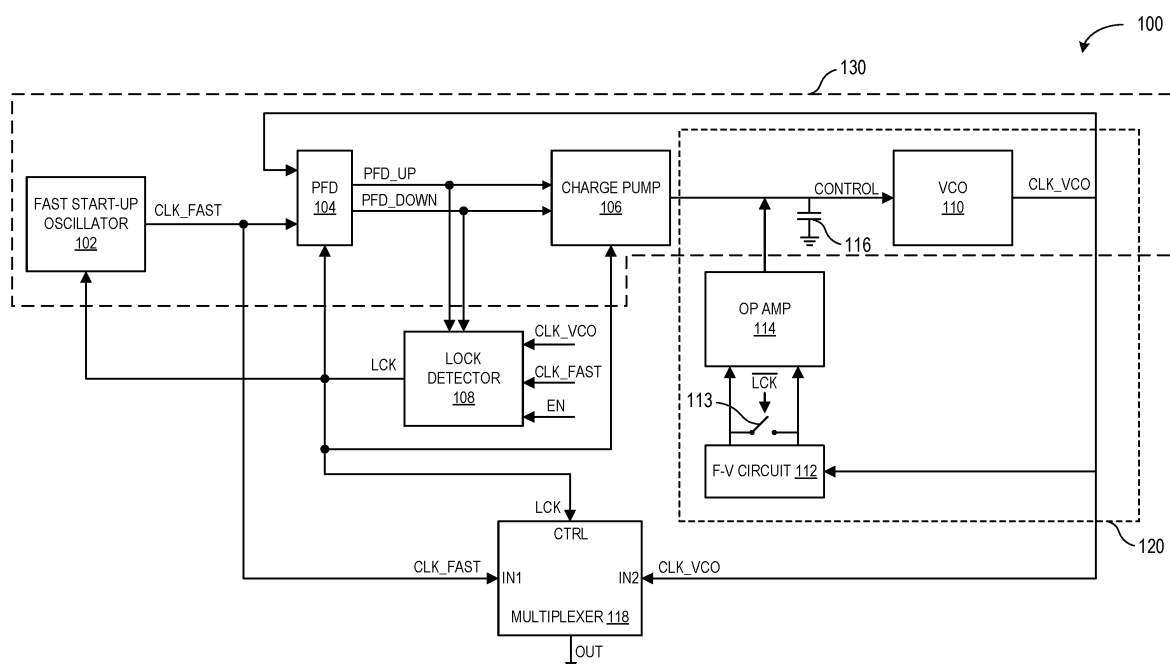 100
130
FAST START-UP
OSCILLATOR
102
CLK_FAST
PFD
104
PFD_UP
PFD_DOWN
CHARGE PUMP
106
CONTROL
116
VCO
110
CLK_VCO
OP AMP
114
LCK
LOCK
DETECTOR
108
CLK_VCO
CLK_FAST
EN
113
LCK
F-V CIRCUIT 112
120
LCK
CTRL
CLK_FAST
IN1
IN2
CLK_VCO
MULTIPLEXER 118
OUT